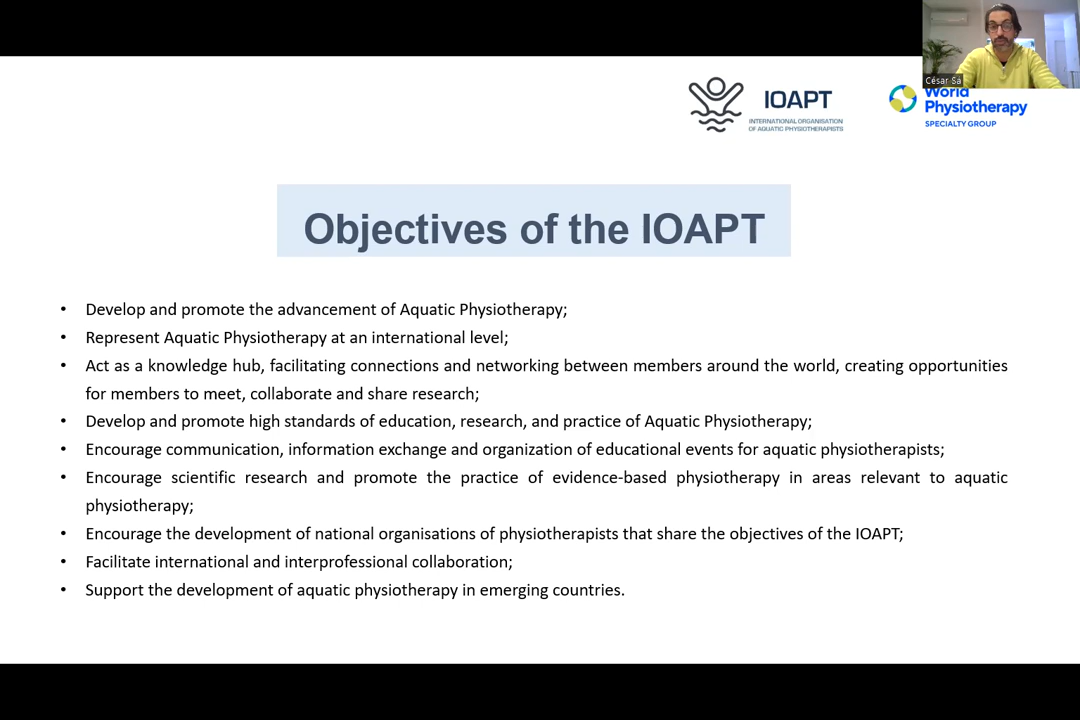 César Sá
IOAPT
INTERNATIONAL ORGANISATION
OF AQUATIC PHYSIOTHERAPISTS
World
Physiotherapy
SPECIALTY GROUP
Objectives of the IOAPT
• Develop and promote the advancement of Aquatic Physiotherapy;
• Represent Aquatic Physiotherapy at an international level;
• Act as a knowledge hub, facilitating connections and networking between members around the world, creating opportunities
for members to meet, collaborate and share research;
• Develop and promote high standards of education, research, and practice of Aquatic Physiotherapy;
• Encourage communication, information exchange and organization of educational events for aquatic physiotherapists;
• Encourage scientific research and promote the practice of evidence-based physiotherapy in areas relevant to aquatic
physiotherapy;
• Encourage the development of national organisations of physiotherapists that share the objectives of the IOAPT;
• Facilitate international and interprofessional collaboration;
• Support the development of aquatic physiotherapy in emerging countries.